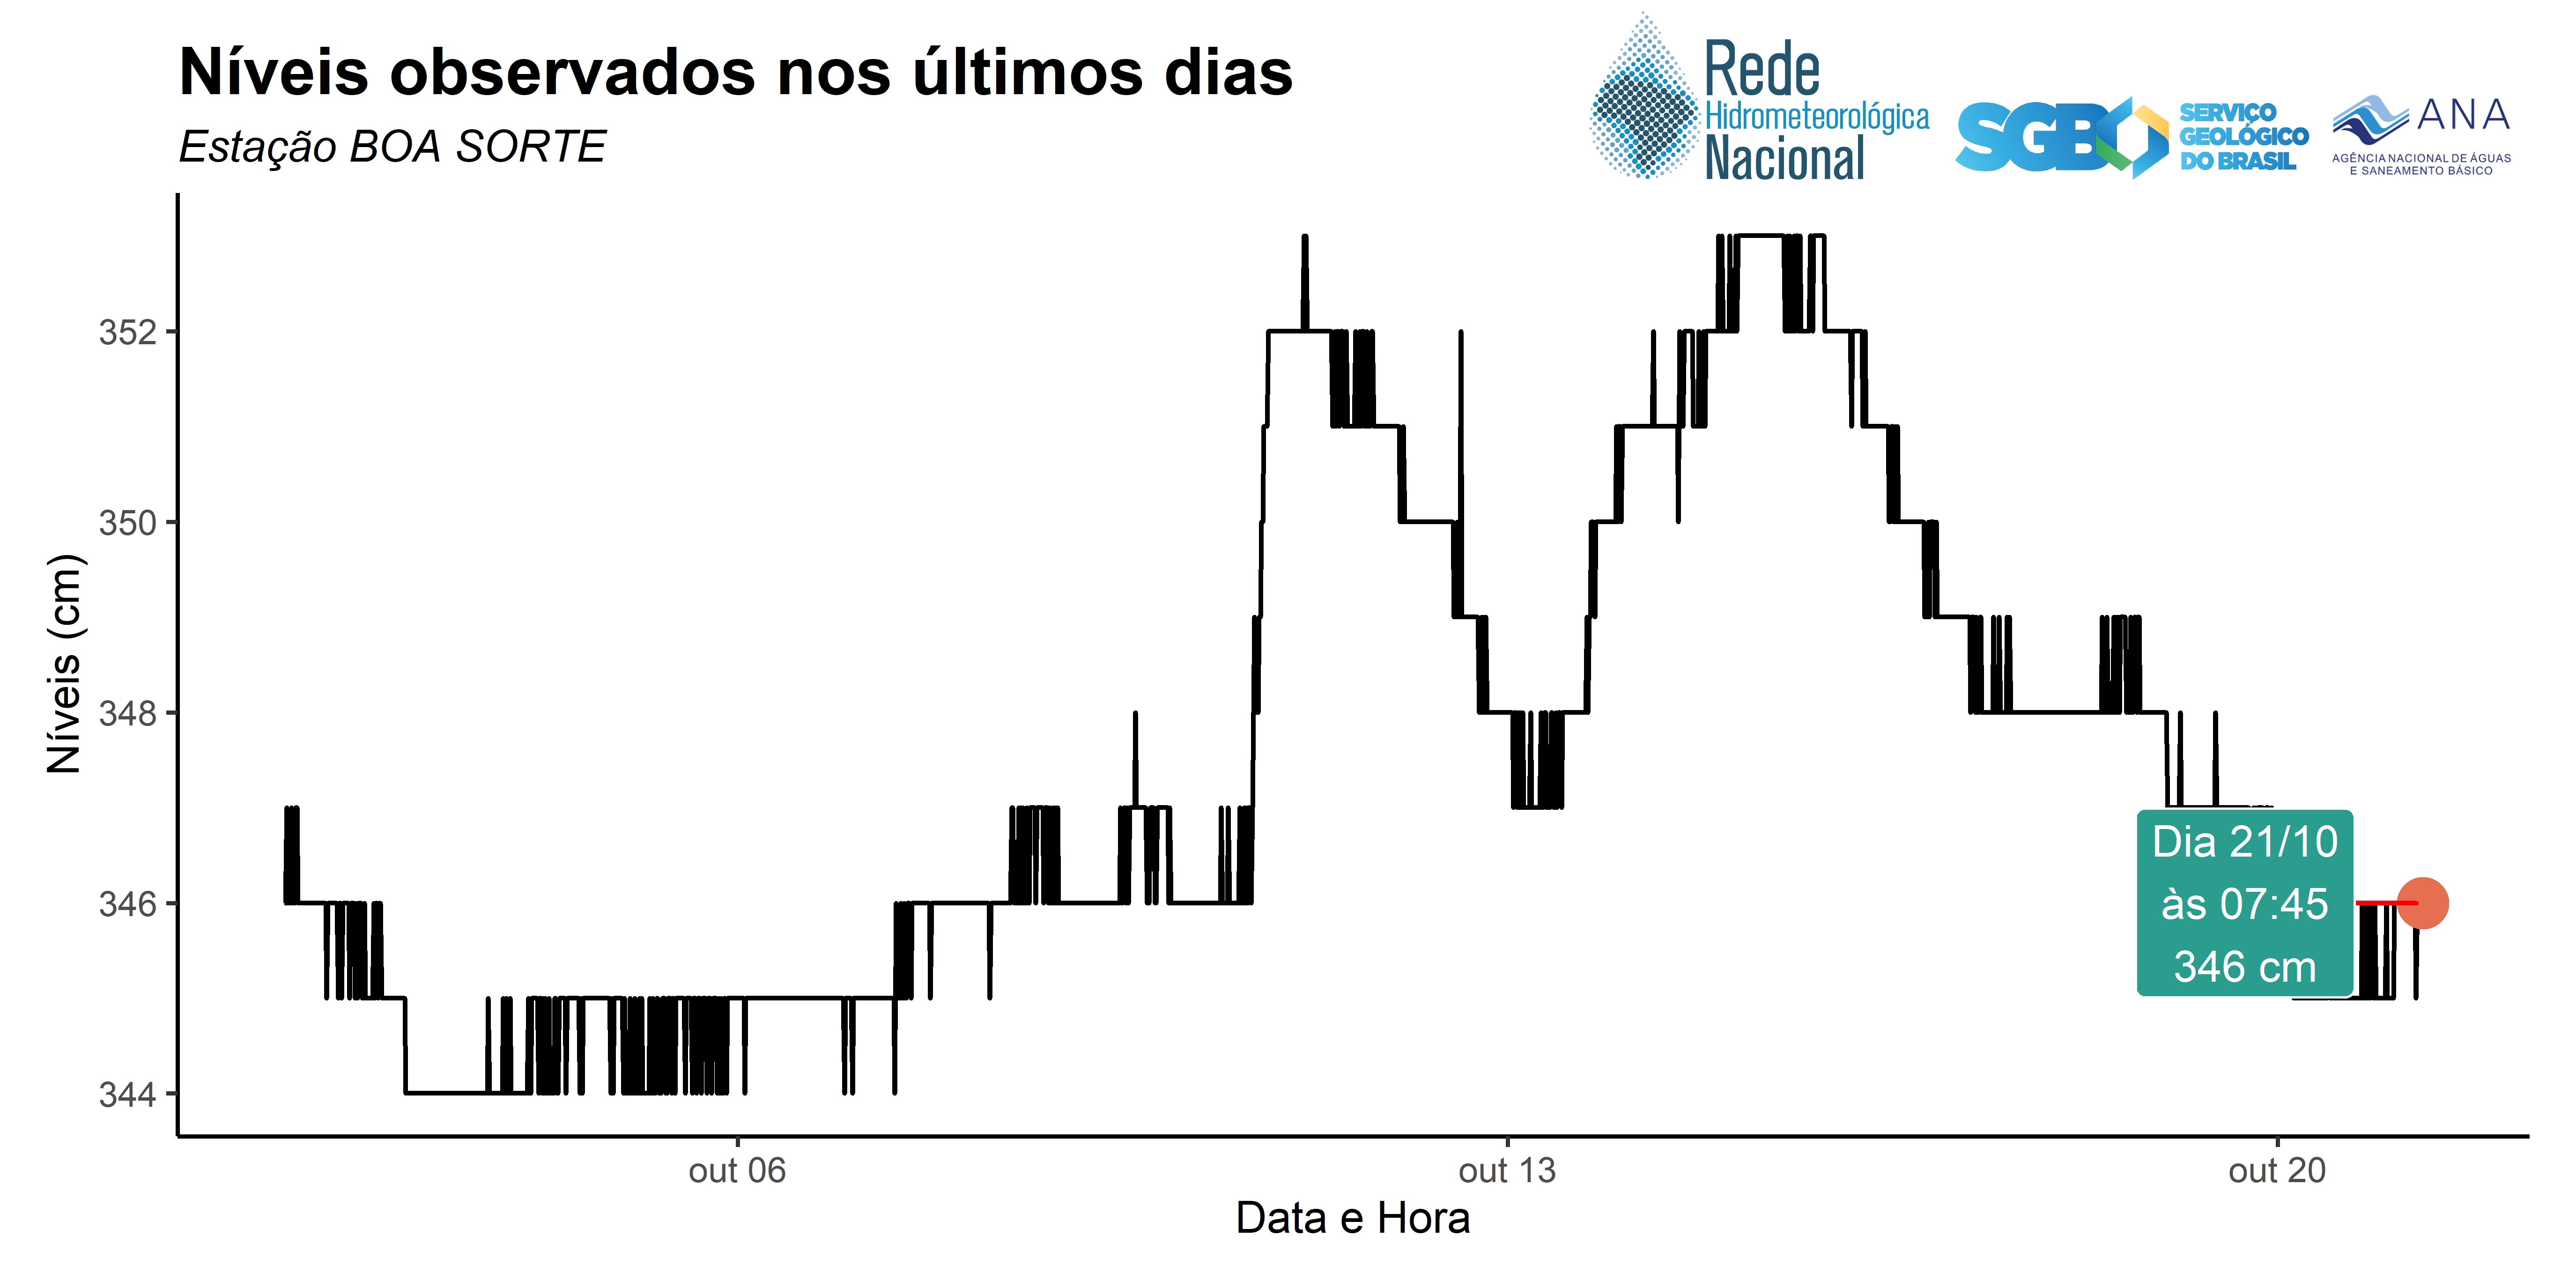 Níveis observados nos últimos dias
Estação BOA SORTE
Rede
Hidrometeorológica
Nacional
SGB
SERVIÇO
GEOLÓGICO
DO BRASIL
ANA
AGÊNCIA NACIONAL DE ÁGUAS
E SANEAMENTO BÁSICO
Níveis (cm)
352
350
348
346
344
Dia 21/10
às 07:45
346 cm
out 06
out 13
out 20
Data e Hora